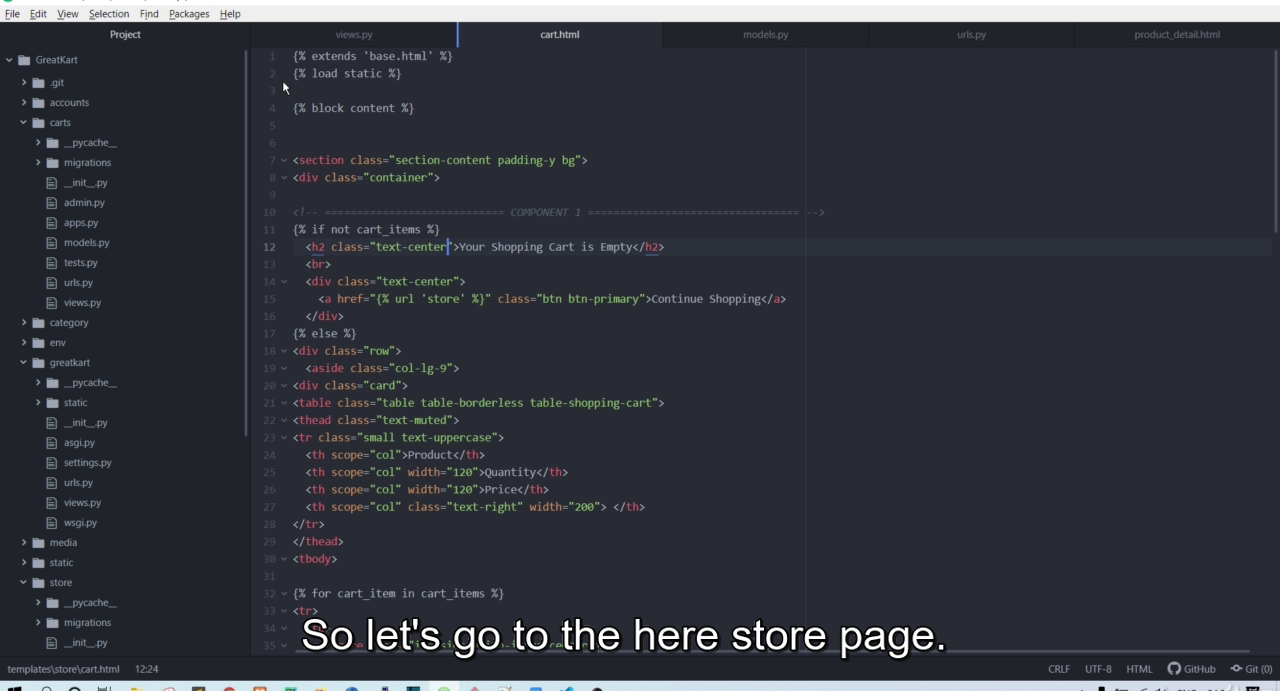 File Edit View Selection Find Packages Help
Project
views.py
cart.html
models.py
urls.py
product_detail.html
GreatKart
.git
accounts
carts
__pycache__
migrations
__init__.py
admin.py
apps.py
models.py
tests.py
urls.py
views.py
category
env
greatkart
__pycache__
static
__init__.py
asgi.py
settings.py
urls.py
views.py
wsgi.py
media
static
store
__pycache__
migrations
__init__.py
1 {% extends 'base.html' %}
2 {% load static %}
3
4 {% block content %}
5
6
7 <section class="section-content padding-y bg">
8 <div class="container">
9
10 <!-- ============================ COMPONENT 1 ================================= -->
11 {% if not cart_items %}
12 <h2 class="text-center">Your Shopping Cart is Empty</h2>
13 <br>
14 <div class="text-center">
15 <a href="{% url 'store' %}" class="btn btn-primary">Continue Shopping</a>
16 </div>
17 {% else %}
18 <div class="row">
19 <aside class="col-lg-9">
20 <div class="card">
21 <table class="table table-borderless table-shopping-cart">
22 <thead class="text-muted">
23 <tr class="small text-uppercase">
24 <th scope="col">Product</th>
25 <th scope="col" width="120">Quantity</th>
26 <th scope="col" width="120">Price</th>
27 <th scope="col" class="text-right" width="200"> </th>
28 </tr>
29 </thead>
30 <tbody>
31
32 {% for cart_item in cart_items %}
33 <tr>
34
35
So let's go to the here store page.
templates\store\cart.html 12:24
CRLF UTF-8 HTML GitHub Git (0)